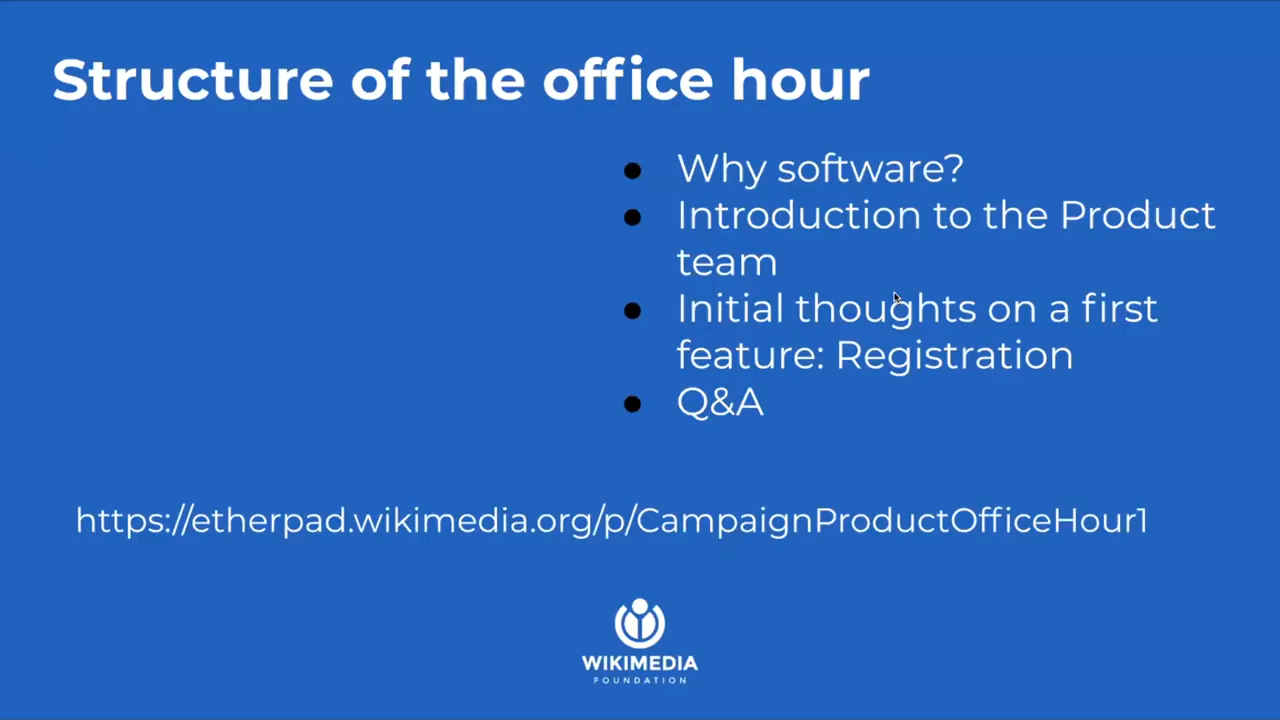 Structure of the office hour
● Why software?
● Introduction to the Product
team
● Initial thoughts on a first
feature: Registration
● Q&A
https://etherpad.wikimedia.org/p/CampaignProductOfficeHour1
WIKIMEDIA
FOUNDATION